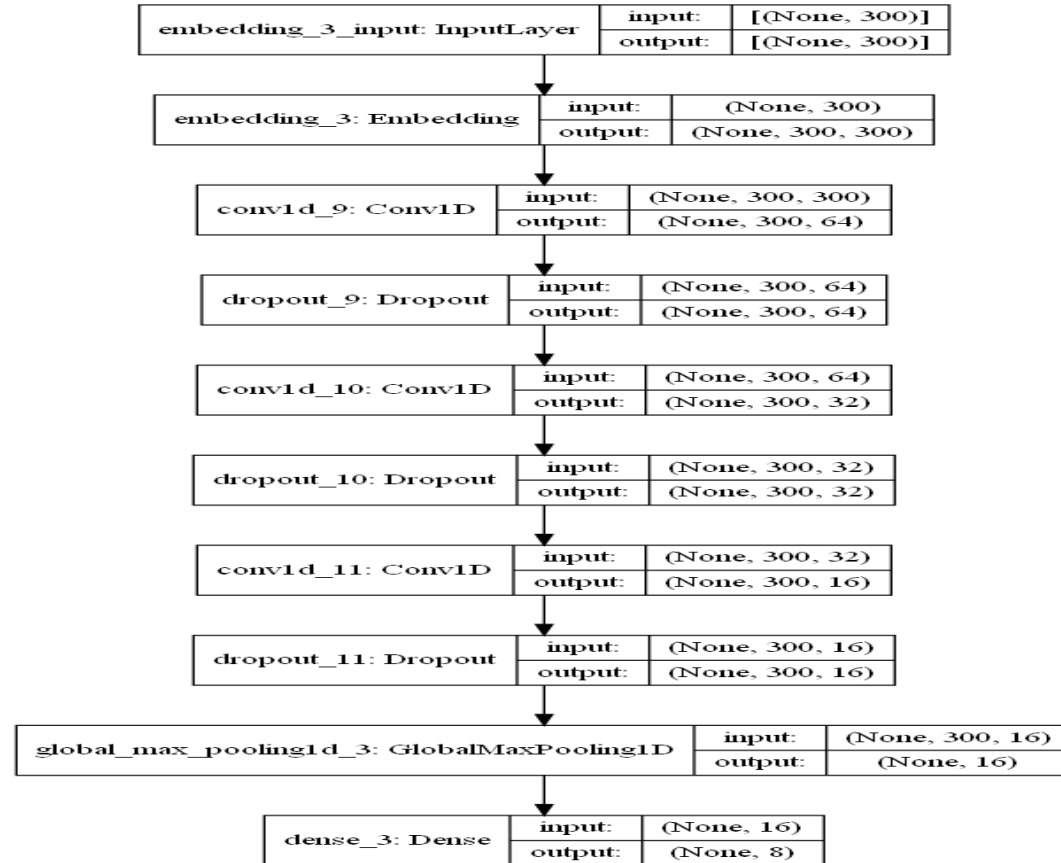 embedding_3_input: InputLayer input: [(None, 300)]
output: [(None, 300)]
embedding_3: Embedding input: (None, 300)
output: (None, 300, 300)
conv1d_9: Conv1D input: (None, 300, 300)
output: (None, 300, 64)
dropout_9: Dropout input: (None, 300, 64)
output: (None, 300, 64)
conv1d_10: Conv1D input: (None, 300, 64)
output: (None, 300, 32)
dropout_10: Dropout input: (None, 300, 32)
output: (None, 300, 32)
conv1d_11: Conv1D input: (None, 300, 32)
output: (None, 300, 16)
dropout_11: Dropout input: (None, 300, 16)
output: (None, 300, 16)
global_max_pooling1d_3: GlobalMaxPooling1D input: (None, 300, 16)
output: (None, 16)
dense_3: Dense input: (None, 16)
output: (None, 8)